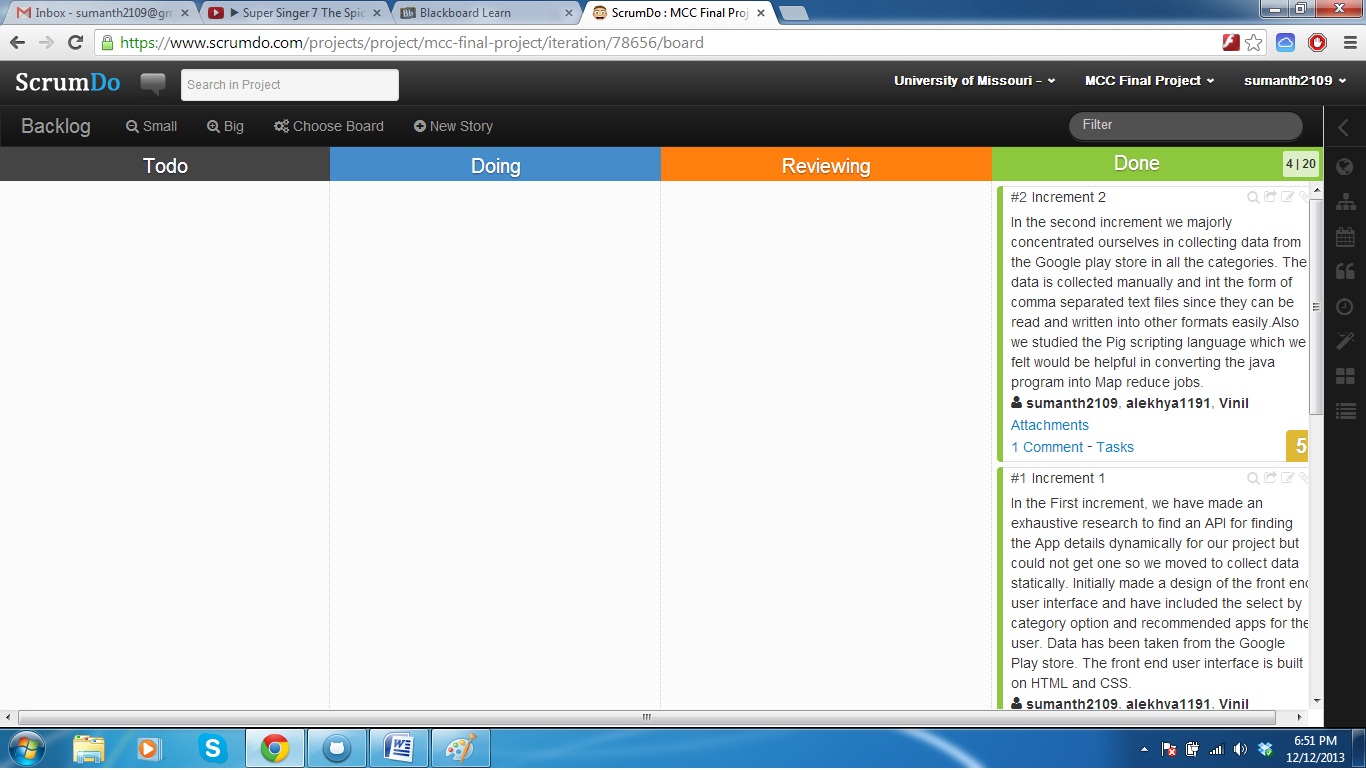 Inbox - sumanth2109@gm
▶ Super Singer 7 The Spic
Blackboard Learn
ScrumDo : MCC Final Proj
https://www.scrumdo.com/projects/project/mcc-final-project/iteration/78656/board
ScrumDo
Search in Project
University of Missouri -
MCC Final Project
sumanth2109
Backlog
Small
Big
Choose Board
New Story
Filter
Todo
Doing
Reviewing
Done
4 | 20
#2 Increment 2
In the second increment we majorly
concentrated ourselves in collecting data from
the Google play store in all the categories. The
data is collected manually and int the form of
comma separated text files since they can be
read and written into other formats easily.Also
we studied the Pig scripting language which we
felt would be helpful in converting the java
program into Map reduce jobs.
sumanth2109, alekhya1191, Vinil
Attachments
1 Comment - Tasks
5
#1 Increment 1
In the First increment, we have made an
exhaustive research to find an API for finding
the App details dynamically for our project but
could not get one so we moved to collect data
statically. Initially made a design of the front end
user interface and have included the select by
category option and recommended apps for the
user. Data has been taken from the Google
Play store. The front end user interface is built
on HTML and CSS.
sumanth2109, alekhya1191, Vinil
6:51 PM
12/12/2013